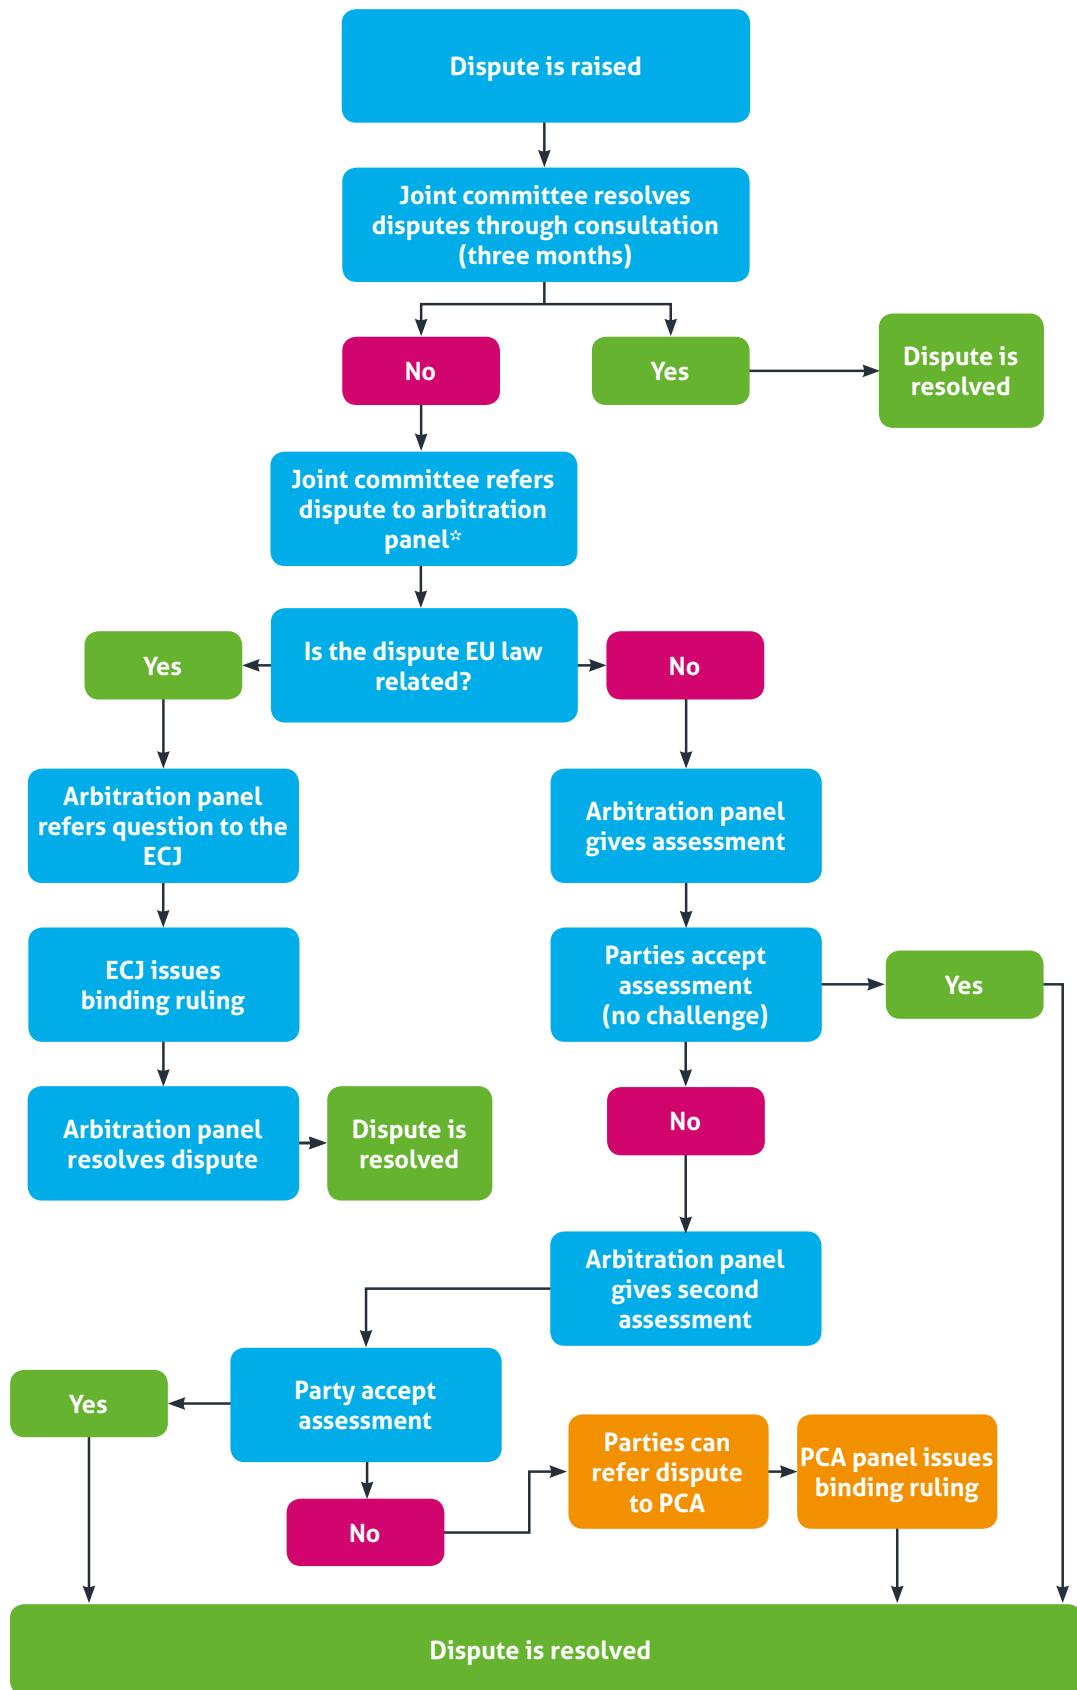 Dispute is raised
Joint committee resolves
disputes through consultation
(three months)
No
Yes
Dispute is
resolved
Joint committee refers
dispute to arbitration
panel*
Yes
Is the dispute EU law
related?
No
Arbitration panel
refers question to the
ECJ
Arbitration panel
gives assessment
ECJ issues
binding ruling
Parties accept
assessment
(no challenge)
Yes
Arbitration panel
resolves dispute
Dispute is
resolved
No
Arbitration panel
gives second
assessment
Yes
Party accept
assessment
No
Parties can
refer dispute
to PCA
PCA panel issues
binding ruling
Dispute is resolved